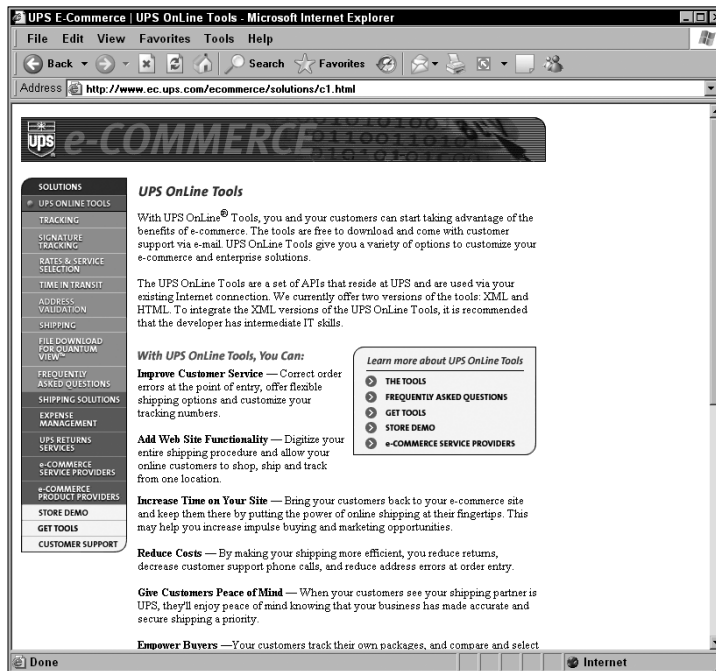 UPS E-Commerce | UPS OnLine Tools - Microsoft Internet Explorer
File Edit View Favorites Tools Help
Back Search Favorites
Address http://www.ec.ups.com/ecommerce/solutions/c1.html
ups e-COMMERCE
SOLUTIONS
UPS ONLINE TOOLS
TRACKING
SIGNATURE
TRACKING
RATES & SERVICE
SELECTION
TIME IN TRANSIT
ADDRESS
VALIDATION
SHIPPING
FILE DOWNLOAD
FOR QUANTUM
VIEW℠
FREQUENTLY
ASKED QUESTIONS
SHIPPING SOLUTIONS
EXPENSE
MANAGEMENT
UPS RETURNS
SERVICES
e-COMMERCE
SERVICE PROVIDERS
e-COMMERCE
PRODUCT PROVIDERS
STORE DEMO
GET TOOLS
CUSTOMER SUPPORT
UPS OnLine Tools
With UPS OnLine® Tools, you and your customers can start taking advantage of the
benefits of e-commerce. The tools are free to download and come with customer
support via e-mail. UPS OnLine Tools give you a variety of options to customize your
e-commerce and enterprise solutions.
The UPS OnLine Tools are a set of APIs that reside at UPS and are used via your
existing Internet connection. We currently offer two versions of the tools: XML and
HTML. To integrate the XML versions of the UPS OnLine Tools, it is recommended
that the developer has intermediate IT skills.
With UPS OnLine Tools, You Can:
Improve Customer Service — Correct order
errors at the point of entry, offer flexible
shipping options and customize your
tracking numbers.
Add Web Site Functionality — Digitize your
entire shipping procedure and allow your
online customers to shop, ship and track
from one location.
Learn more about UPS OnLine Tools
THE TOOLS
FREQUENTLY ASKED QUESTIONS
GET TOOLS
STORE DEMO
e-COMMERCE SERVICE PROVIDERS
Increase Time on Your Site — Bring your customers back to your e-commerce site
and keep them there by putting the power of online shipping at their fingertips. This
may help you increase impulse buying and marketing opportunities.
Reduce Costs — By making your shipping more efficient, you reduce returns,
decrease customer support phone calls, and reduce address errors at order entry.
Give Customers Peace of Mind — When your customers see your shipping partner is
UPS, they'll enjoy peace of mind knowing that your business has made accurate and
secure shipping a priority.
Empower Buyers —Your customers track their own packages, and compare and select
Done Internet